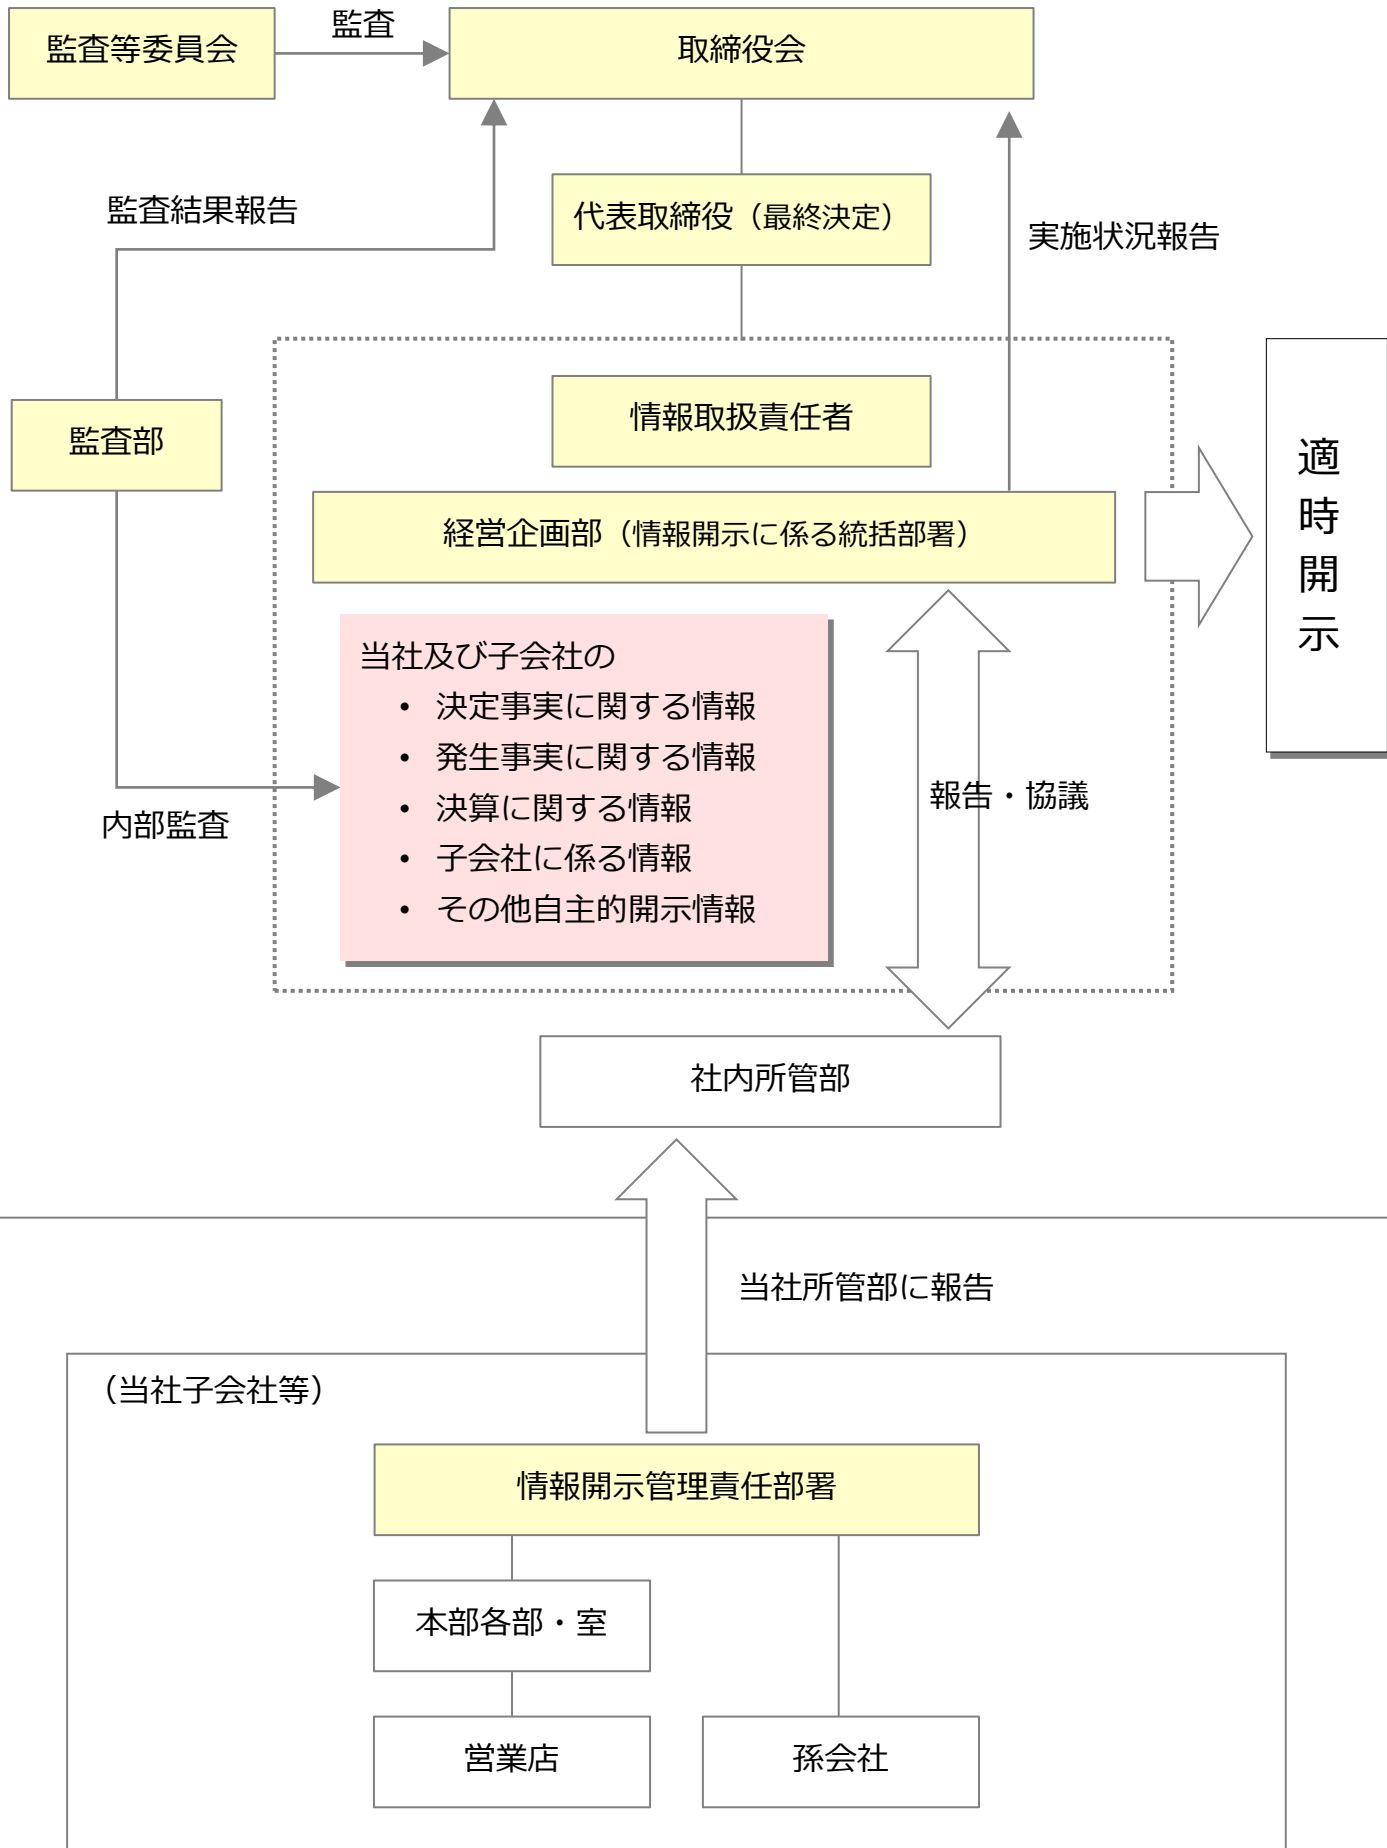 監査等委員会
監査
取締役会
監査結果報告
代表取締役（最終決定）
実施状況報告
監査部
情報取扱責任者
経営企画部（情報開示に係る統括部署）
適時開示
当社及び子会社の
• 決定事実に関する情報
• 発生事実に関する情報
• 決算に関する情報
• 子会社に係る情報
• その他自主的開示情報
報告・協議
内部監査
社内所管部
当社所管部に報告
（当社子会社等）
情報開示管理責任部署
本部各部・室
営業店
孫会社